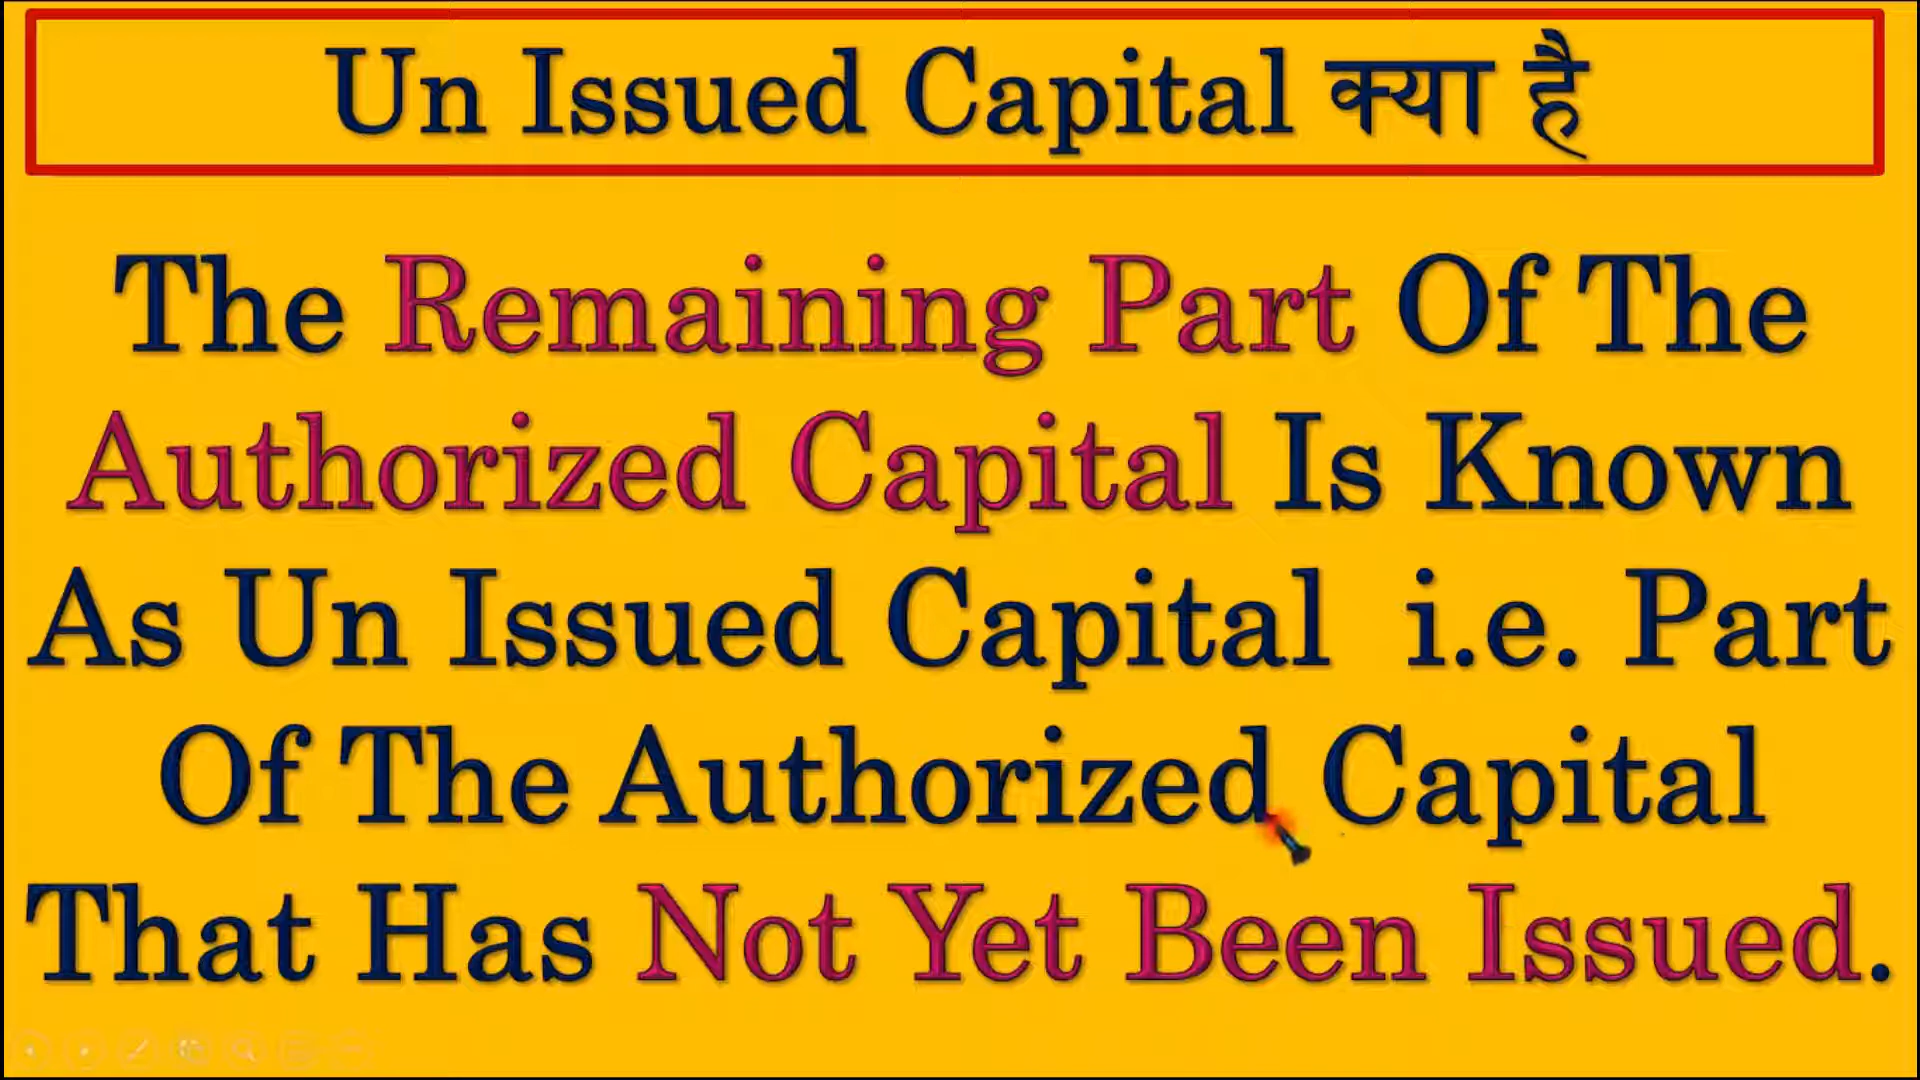 Un Issued Capital क्या है
The Remaining Part Of The
Authorized Capital Is Known
As Un Issued Capital i.e. Part
Of The Authorized Capital
That Has Not Yet Been Issued.